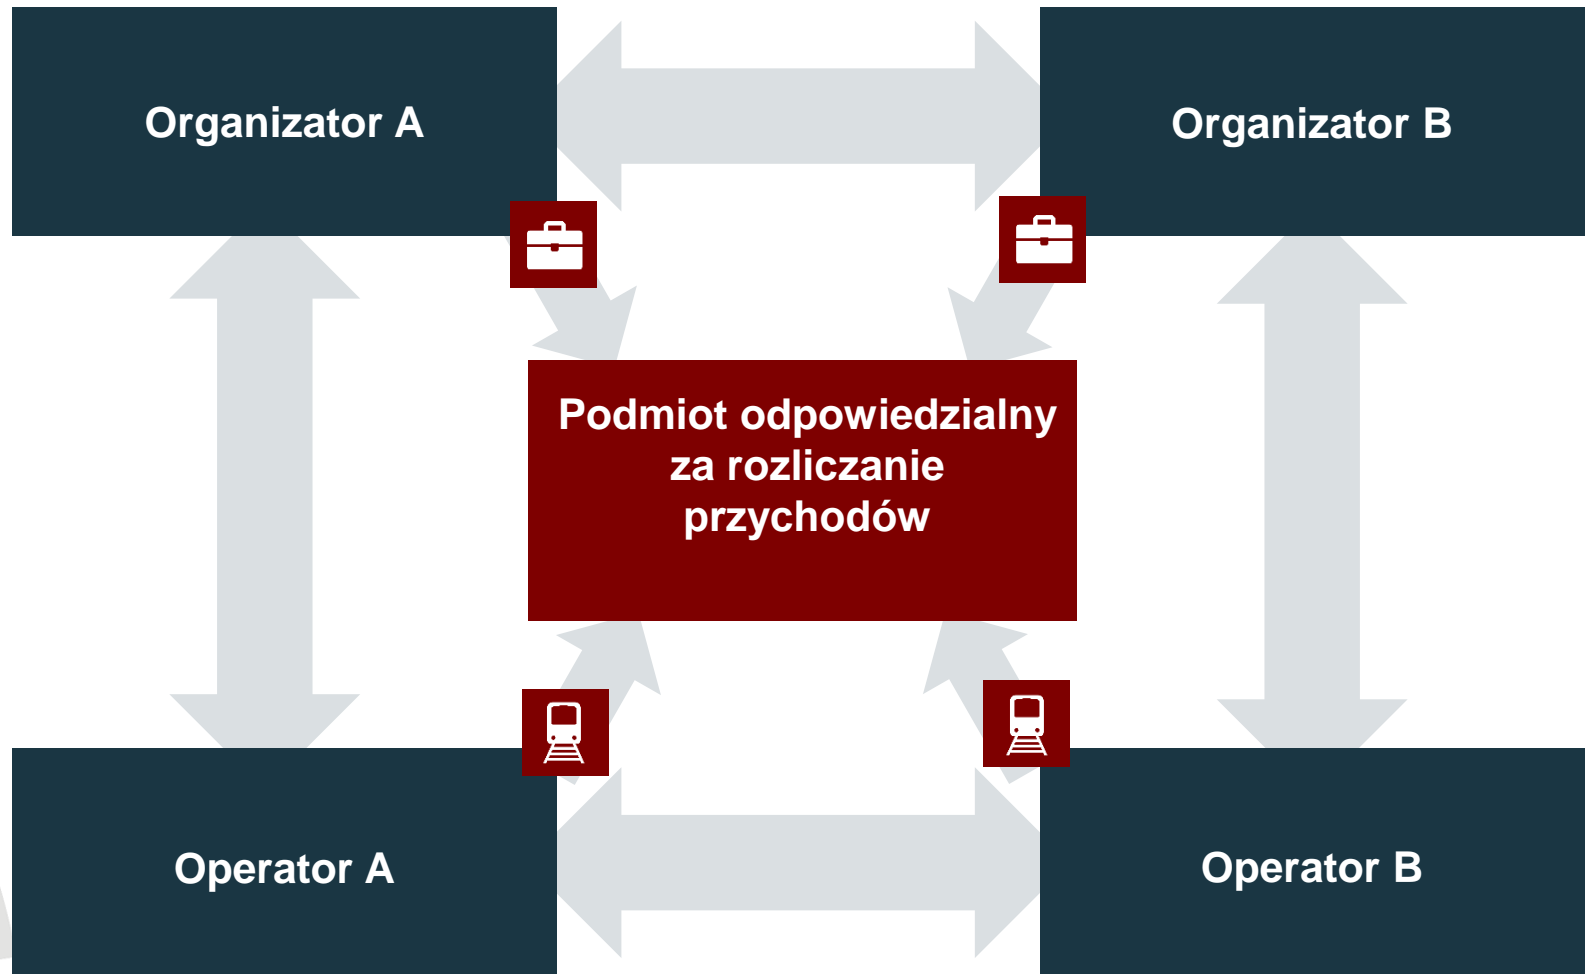 Organizator A
Organizator B
Podmiot odpowiedzialny
za rozliczanie
przychodów
Operator A
Operator B